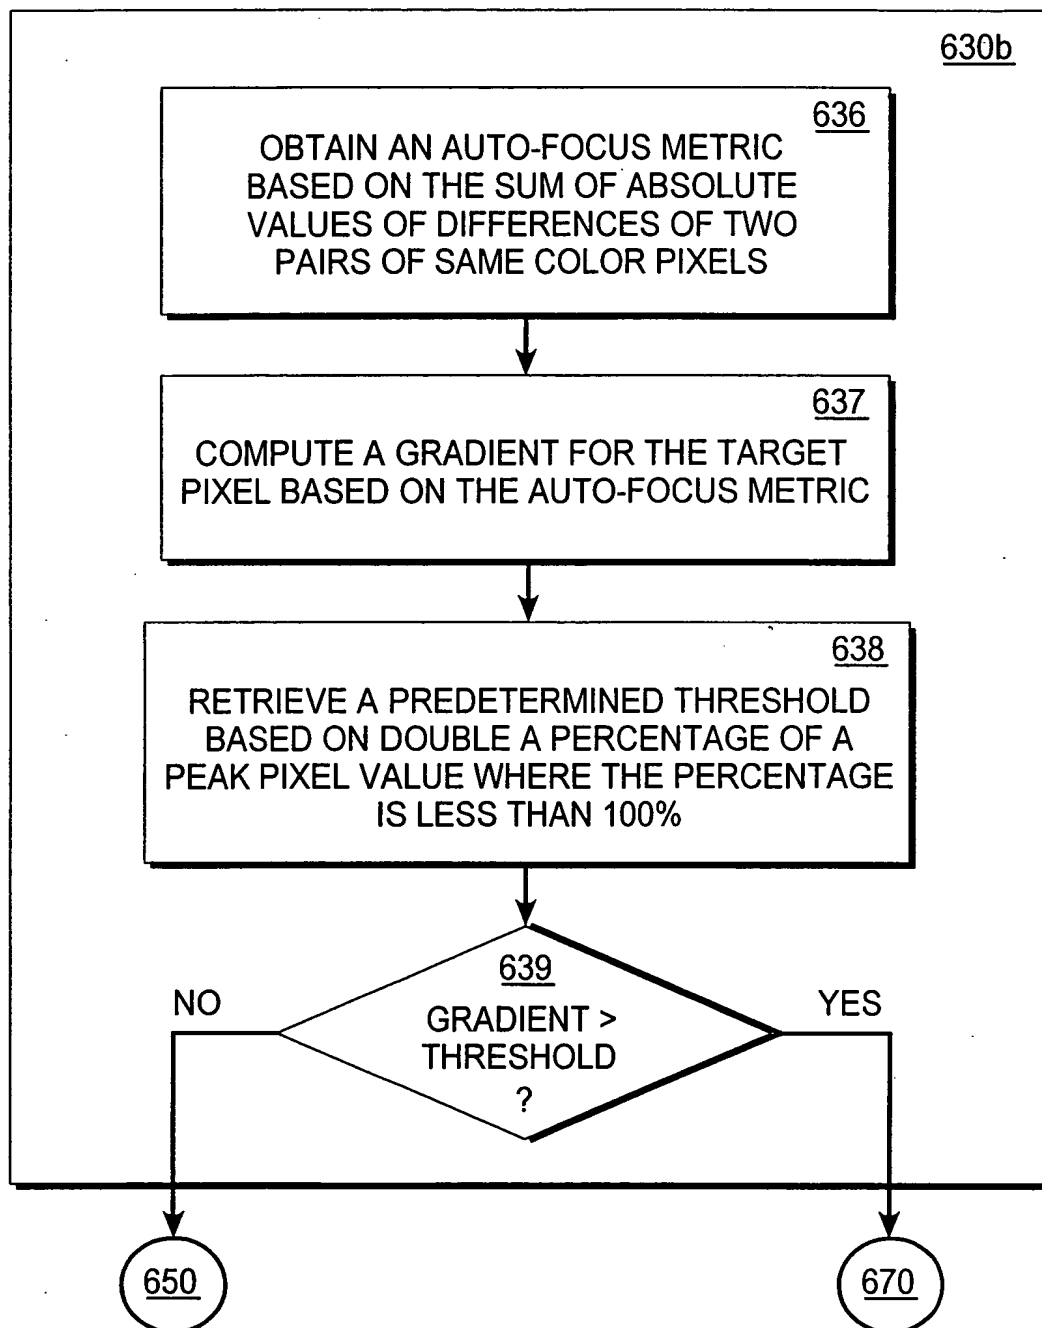 630b
636
OBTAIN AN AUTO-FOCUS METRIC
BASED ON THE SUM OF ABSOLUTE
VALUES OF DIFFERENCES OF TWO
PAIRS OF SAME COLOR PIXELS
637
COMPUTE A GRADIENT FOR THE TARGET
PIXEL BASED ON THE AUTO-FOCUS METRIC
638
RETRIEVE A PREDETERMINED THRESHOLD
BASED ON DOUBLE A PERCENTAGE OF A
PEAK PIXEL VALUE WHERE THE PERCENTAGE
IS LESS THAN 100%
639
NO
YES
GRADIENT >
THRESHOLD
?
650
670